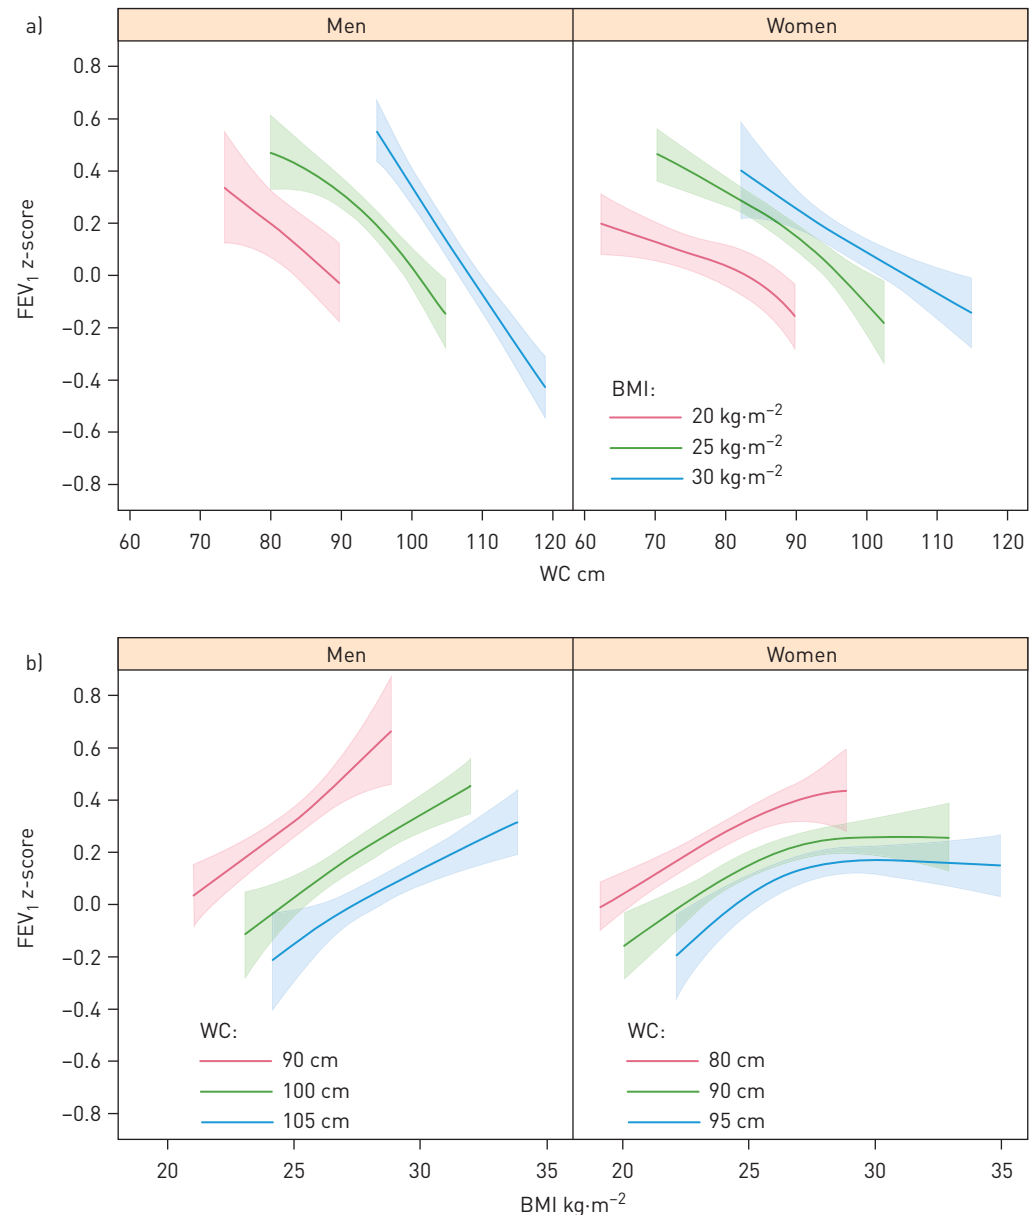 a)
Men Women
FEV₁ z-score
0.8
0.6
0.4
0.2
0.0
–0.2
–0.4
–0.6
–0.8
BMI:
20 kg·m⁻²
25 kg·m⁻²
30 kg·m⁻²
60 70 80 90 100 110 120 60 70 80 90 100 110 120
WC cm
b)
Men Women
FEV₁ z-score
0.8
0.6
0.4
0.2
0.0
–0.2
–0.4
–0.6
–0.8
WC:
90 cm
100 cm
105 cm
WC:
80 cm
90 cm
95 cm
20 25 30 35 20 25 30 35
BMI kg·m⁻²